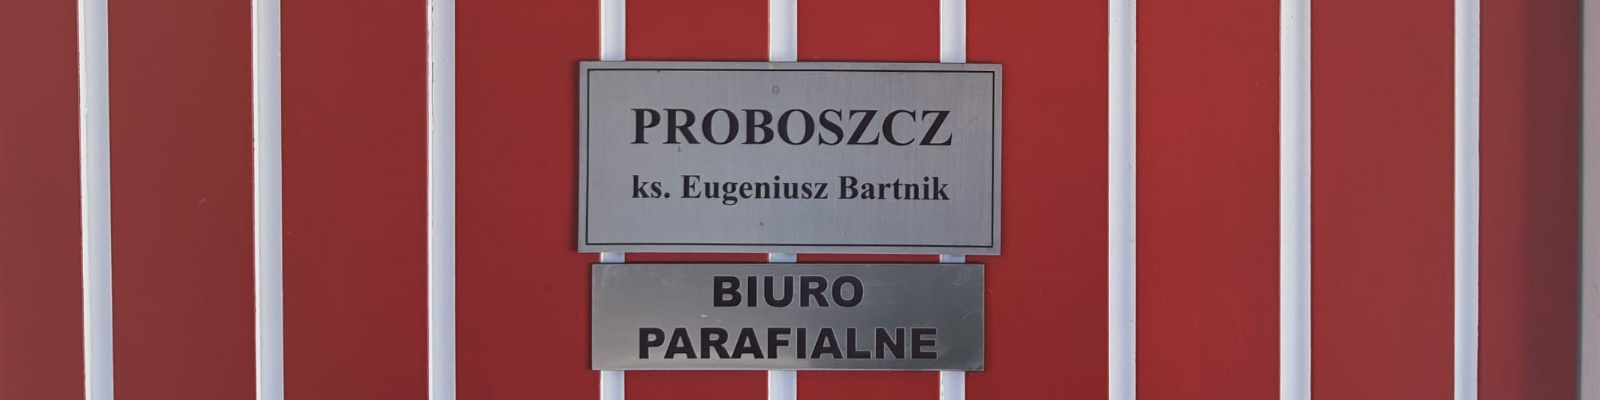 PROBOSZCZ
ks. Eugeniusz Bartnik
BIURO
PARAFIALNE